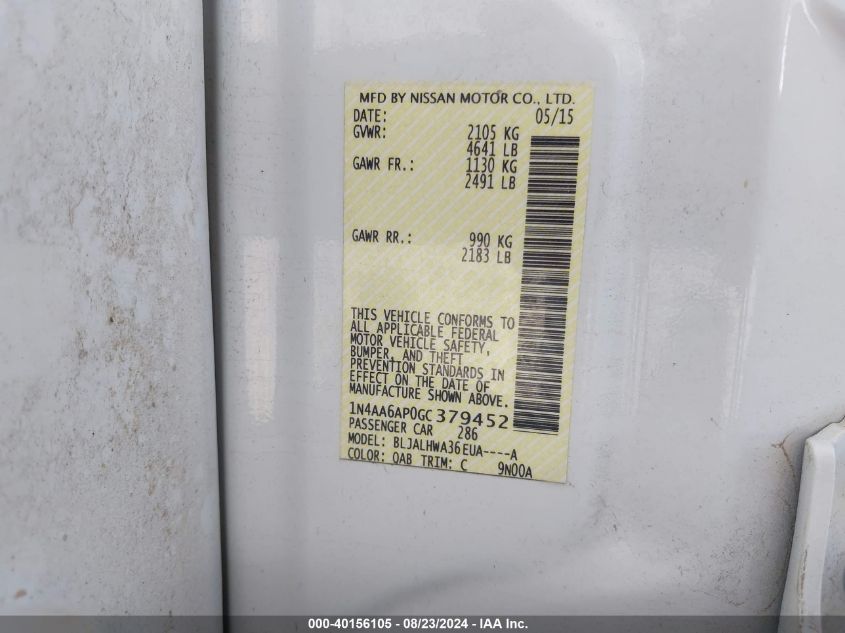 MFD BY NISSAN MOTOR CO., LTD.
DATE: 05/15
GVWR: 2105 KG
4641 LB
GAWR FR.: 1130 KG
2491 LB
GAWR RR.: 990 KG
2183 LB
THIS VEHICLE CONFORMS TO
ALL APPLICABLE FEDERAL
MOTOR VEHICLE SAFETY,
BUMPER, AND THEFT
PREVENTION STANDARDS IN
EFFECT ON THE DATE OF
MANUFACTURE SHOWN ABOVE.
1N4AA6AP0GC379452
PASSENGER CAR 286
MODEL: BLJALHWA36EUA----A
COLOR: QAB TRIM: C 9N00A
000-40156105 - 08/23/2024 - IAA Inc.